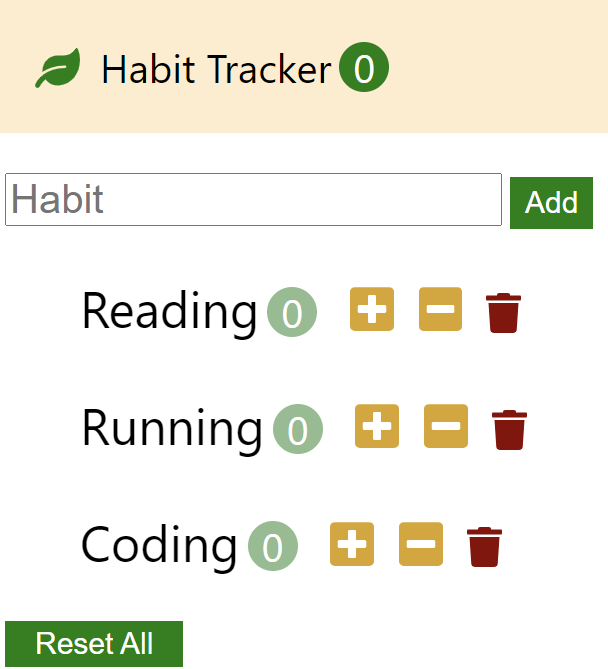 Habit Tracker 0
Habit Add
Reading 0
Running 0
Coding 0
Reset All